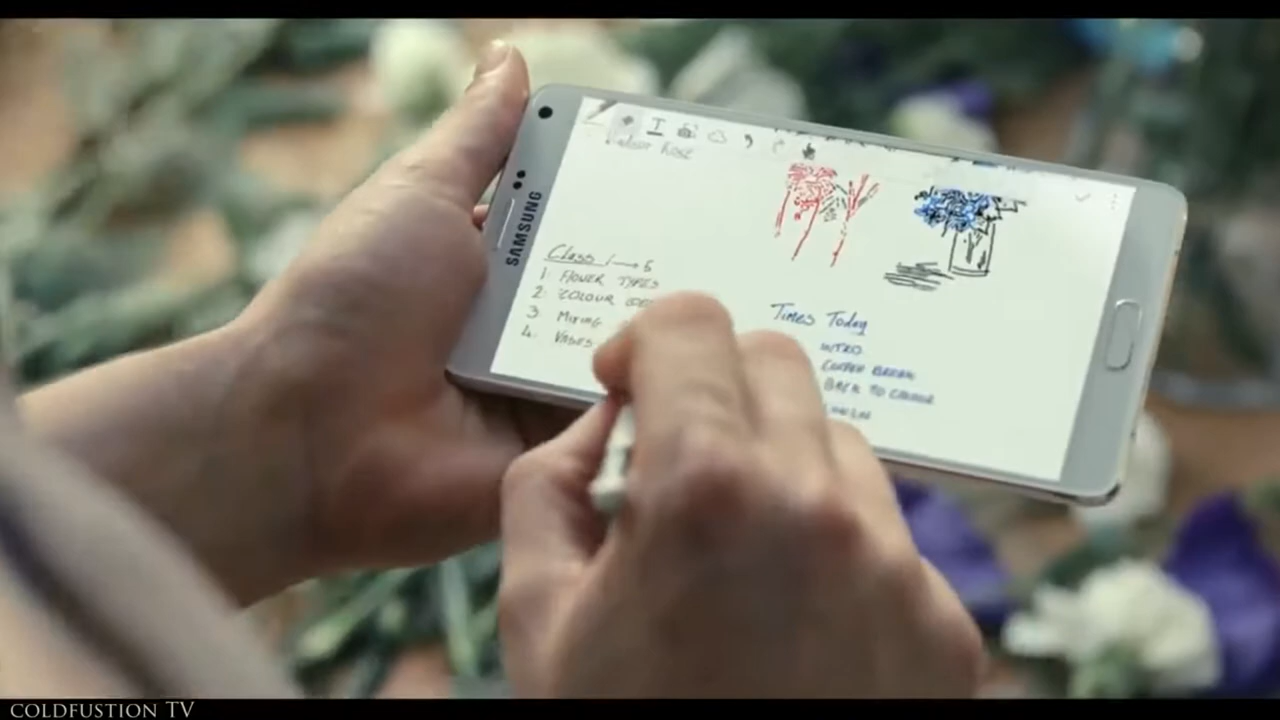 SAMSUNG
Class 1→6
1. FLOWER TYPES
2. COLOUR
3. MIXING
4. VASES
Times Today
INTRO
COFFEE BREAK
BACK TO COLOUR
COLDFUSTION TV